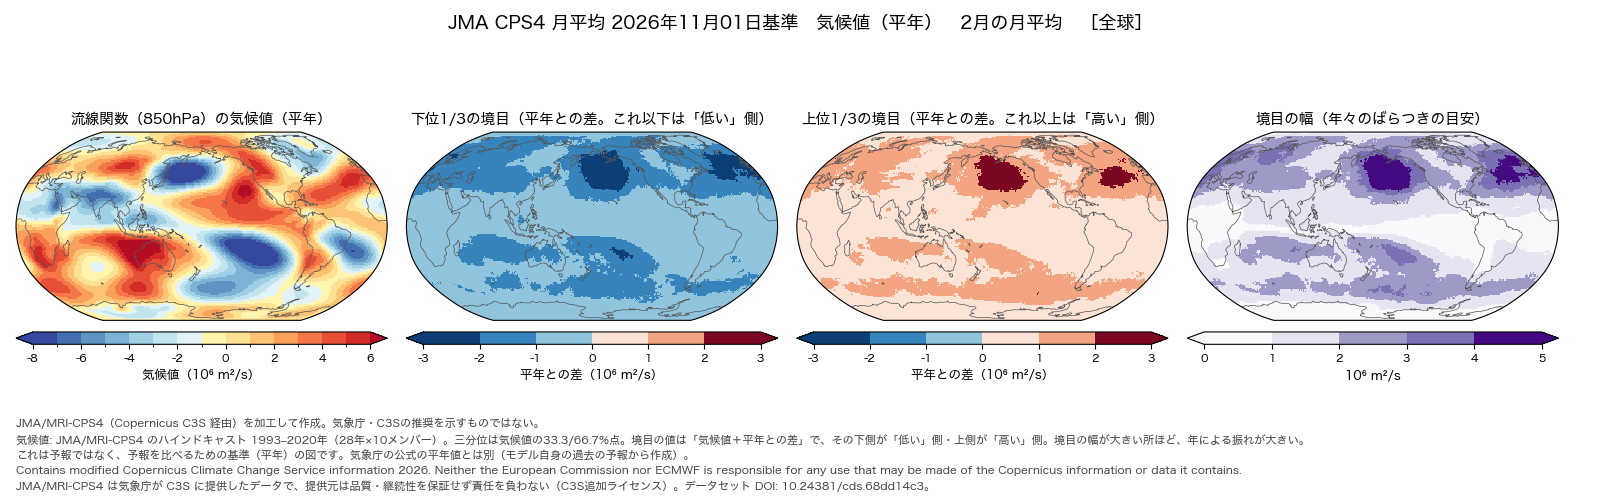 JMA CPS4 月平均 2026年11月01日基準　気候値（平年）　2月の月平均　［全球］
流線関数（850hPa）の気候値（平年）
下位1/3の境目（平年との差。これ以下は「低い」側）
上位1/3の境目（平年との差。これ以上は「高い」側）
境目の幅（年々のばらつきの目安）
-8 -6 -4 -2 0 2 4 6
-3 -2 -1 0 1 2 3
-3 -2 -1 0 1 2 3
0 1 2 3 4 5
気候値（10⁶ m²/s）
平年との差（10⁶ m²/s）
平年との差（10⁶ m²/s）
10⁶ m²/s
JMA/MRI-CPS4（Copernicus C3S 経由）を加工して作成。気象庁・C3Sの推奨を示すものではない。
気候値: JMA/MRI-CPS4 のハインドキャスト 1993–2020年（28年×10メンバー）。三分位は気候値の33.3/66.7%点。境目の値は「気候値＋平年との差」で、その下側が「低い」側・上側が「高い」側。境目の幅が大きい所ほど、年による振れが大きい。
これは予報ではなく、予報を比べるための基準（平年）の図です。気象庁の公式の平年値とは別（モデル自身の過去の予報から作成）。
Contains modified Copernicus Climate Change Service information 2026. Neither the European Commission nor ECMWF is responsible for any use that may be made of the Copernicus information or data it contains.
JMA/MRI-CPS4 は気象庁が C3S に提供したデータで、提供元は品質・継続性を保証せず責任を負わない（C3S追加ライセンス）。データセット DOI: 10.24381/cds.68dd14c3。